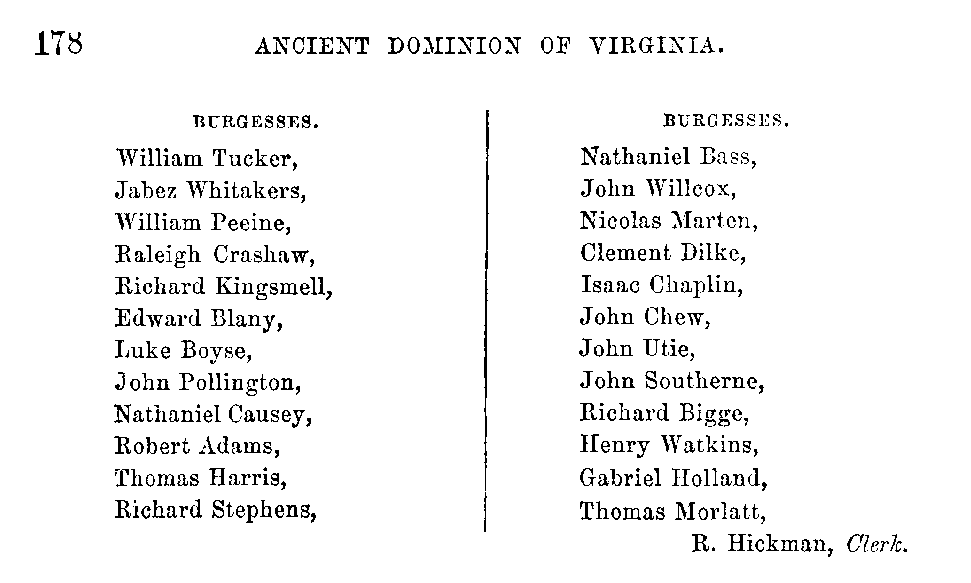 178 ANCIENT DOMINION OF VIRGINIA.
BURGESSES.
William Tucker,
Jabez Whitakers,
William Peeine,
Raleigh Crashaw,
Richard Kingsmell,
Edward Blany,
Luke Boyse,
John Pollington,
Nathaniel Causey,
Robert Adams,
Thomas Harris,
Richard Stephens,
BURGESSES.
Nathaniel Bass,
John Willcox,
Nicolas Marten,
Clement Dilke,
Isaac Chaplin,
John Chew,
John Utie,
John Southerne,
Richard Bigge,
Henry Watkins,
Gabriel Holland,
Thomas Morlatt,
R. Hickman, Clerk.